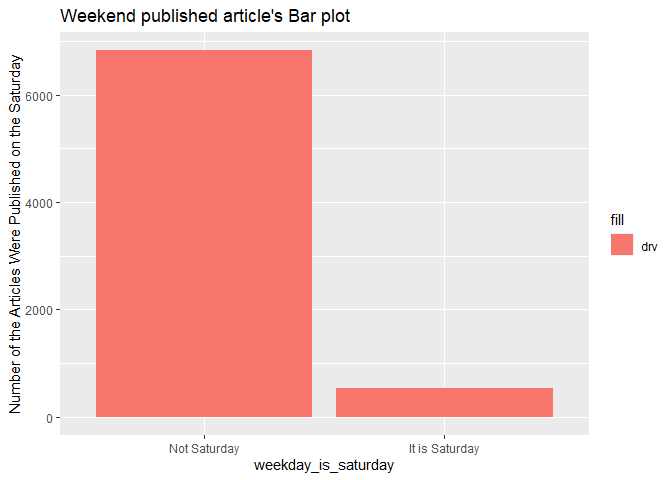 Weekend published article's Bar plot
Number of the Articles Were Published on the Saturday
6000
4000
2000
0
Not Saturday
It is Saturday
weekday_is_saturday
fill
drv